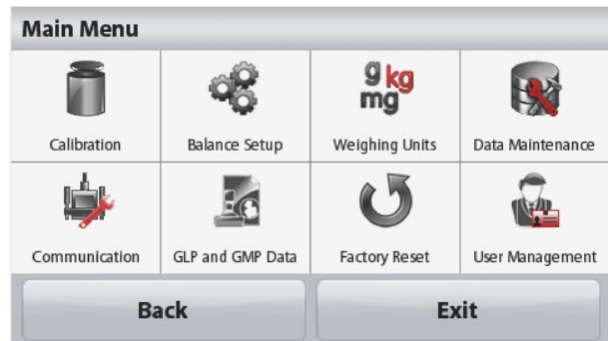 Main Menu
g kg
mg
Calibration
Balance Setup
Weighing Units
Data Maintenance
Communication
GLP and GMP Data
Factory Reset
User Management
Back
Exit